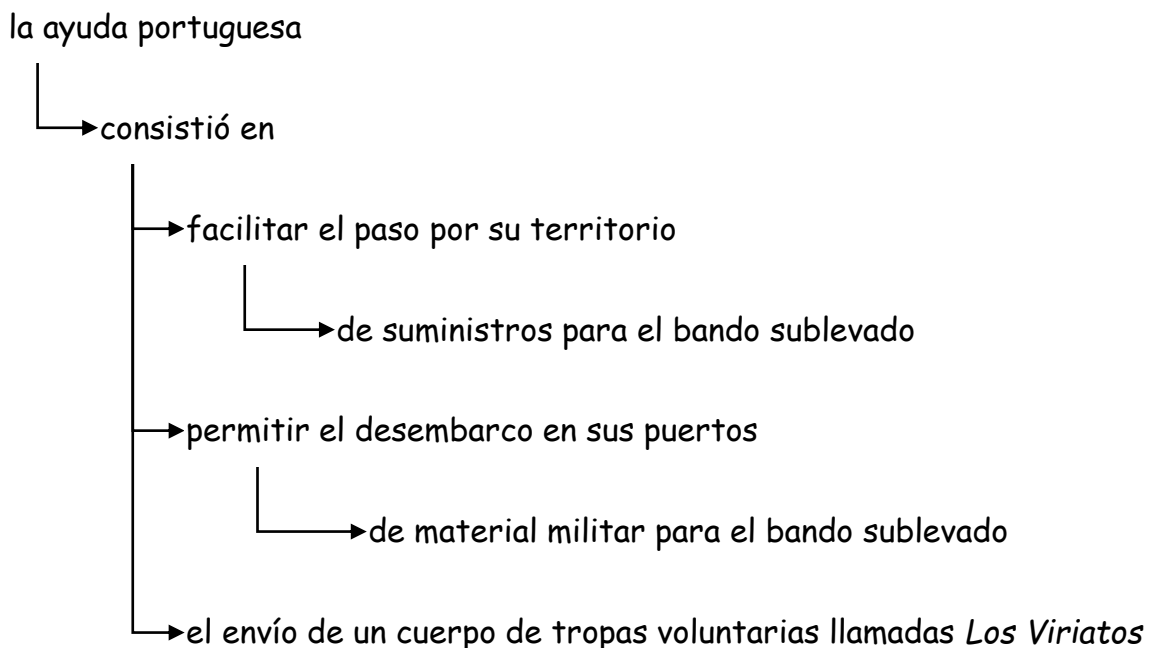 la ayuda portuguesa
consistió en
facilitar el paso por su territorio
de suministros para el bando sublevado
permitir el desembarco en sus puertos
de material militar para el bando sublevado
el envío de un cuerpo de tropas voluntarias llamadas Los Viriatos